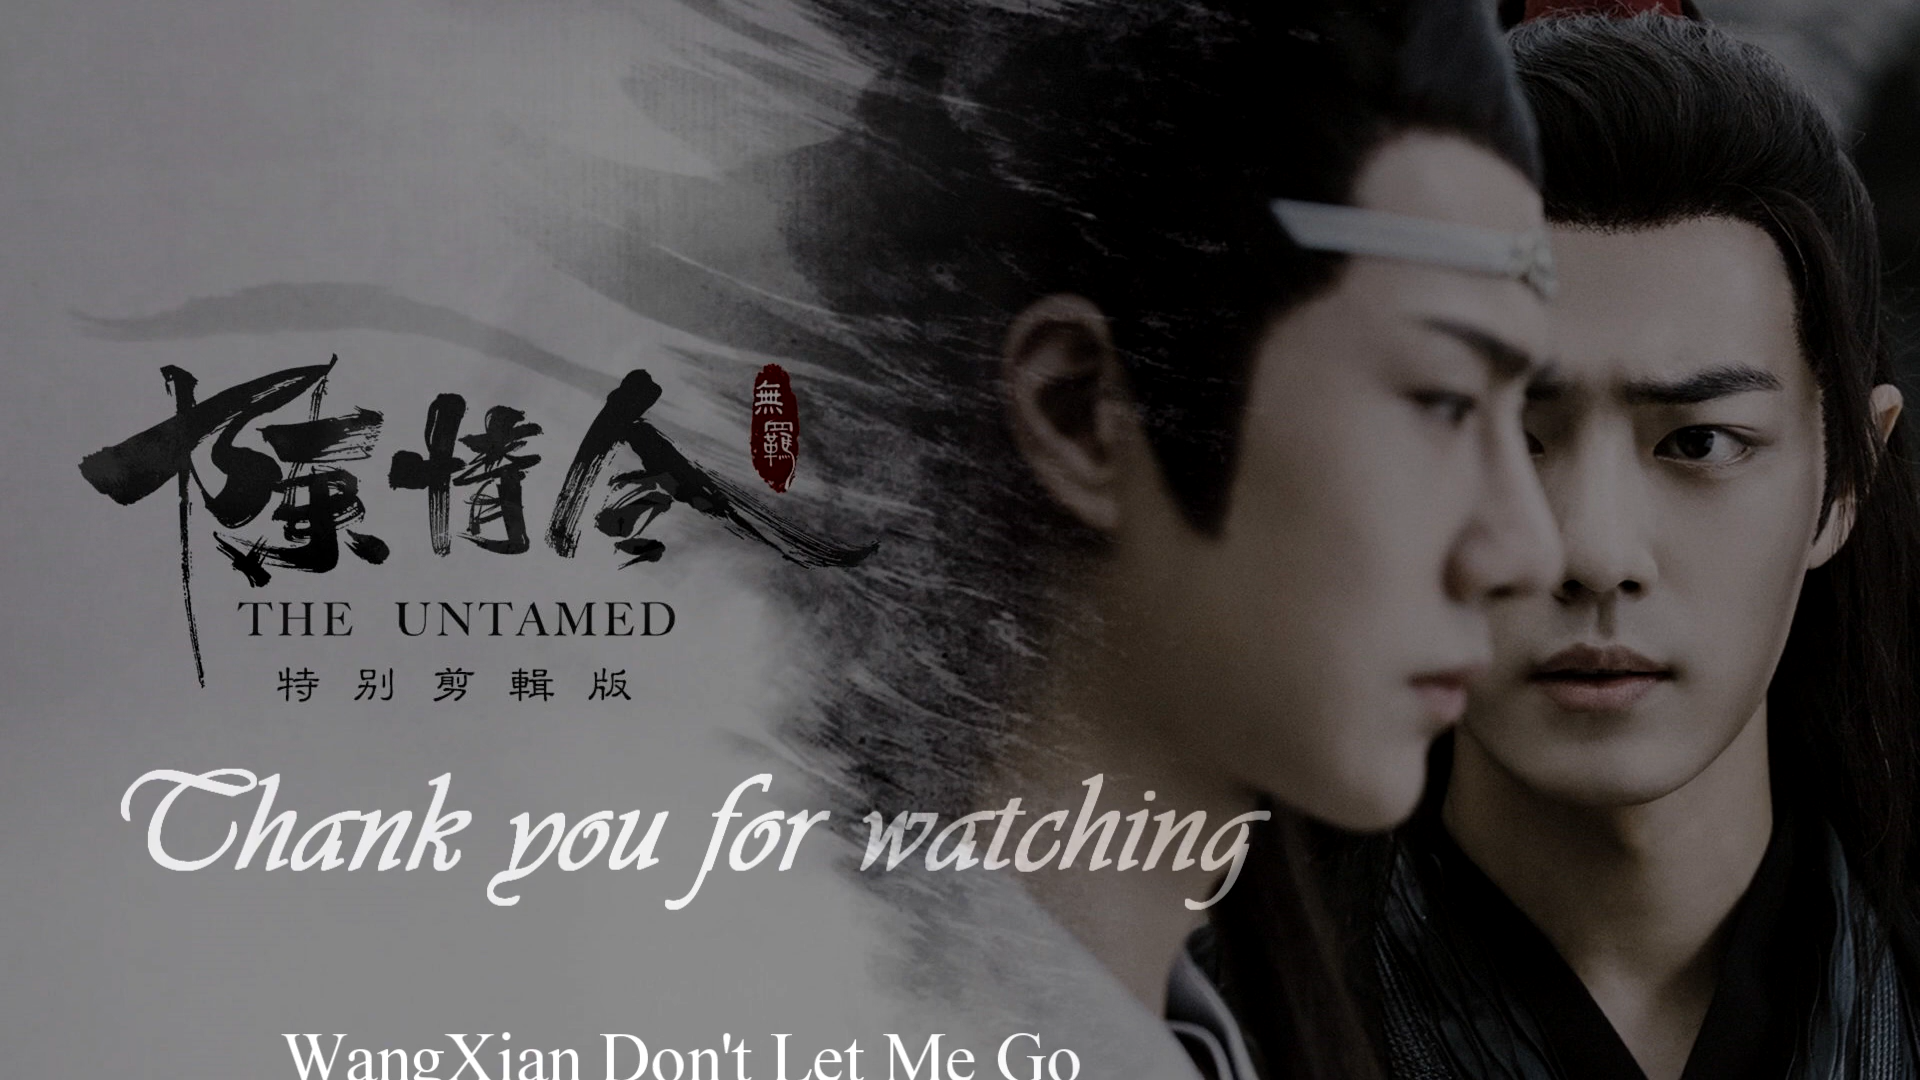 陳情令
無羈
THE UNTAMED
特别剪輯版
Thank you for watching
WangXian Don't Let Me Go